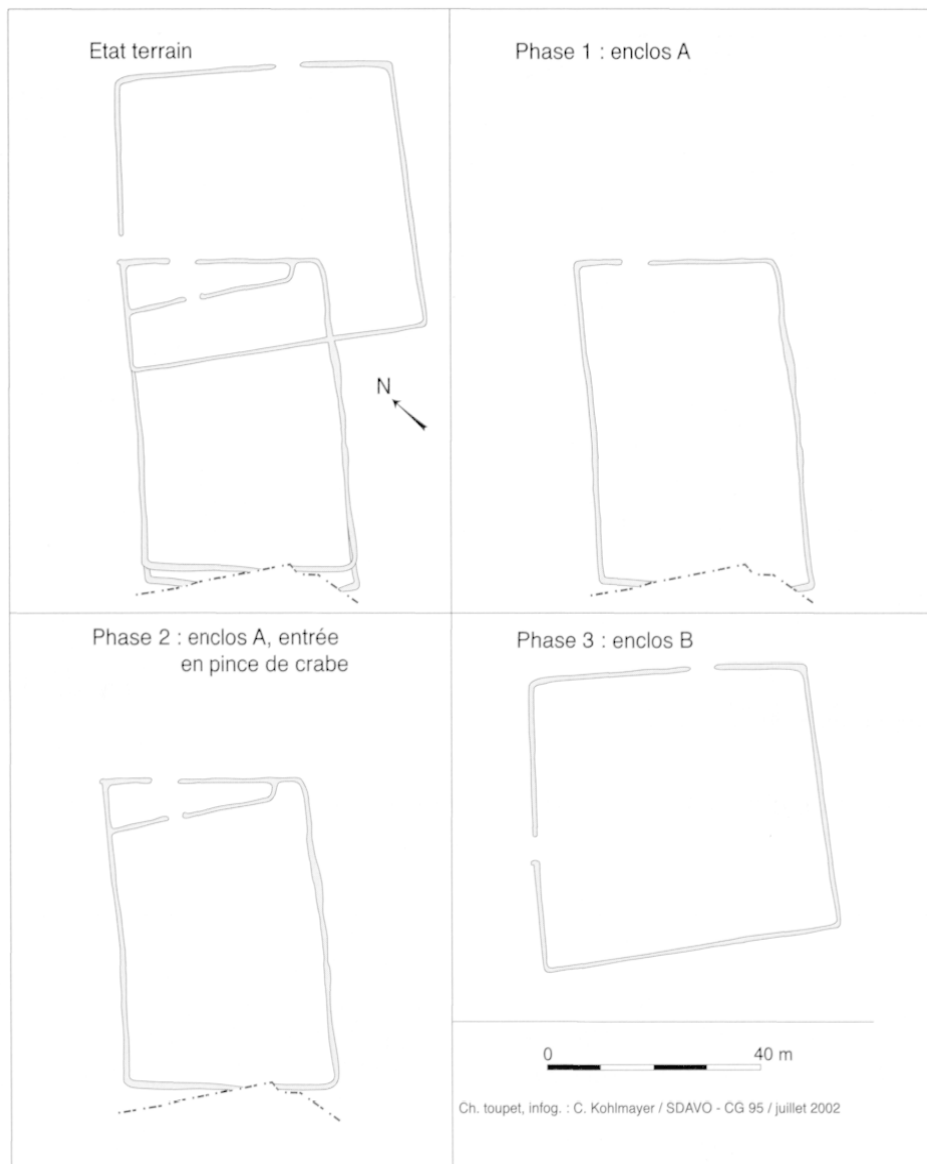 Etat terrain
Phase 1 : enclos A
N
Phase 2 : enclos A, entrée
en pince de crabe
Phase 3 : enclos B
0 40 m
Ch. toupet, infog. : C. Kohlmayer / SDAVO - CG 95 / juillet 2002